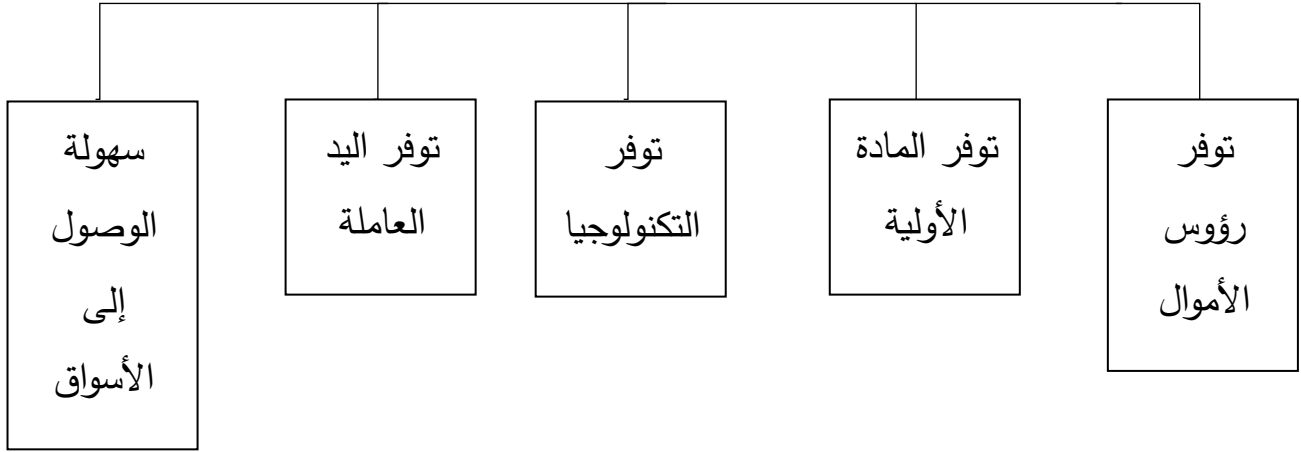 توفر
رؤوس
الأموال
توفر المادة
الأولية
توفر
التكنولوجيا
توفر اليد
العاملة
سهولة
الوصول
إلى
الأسواق